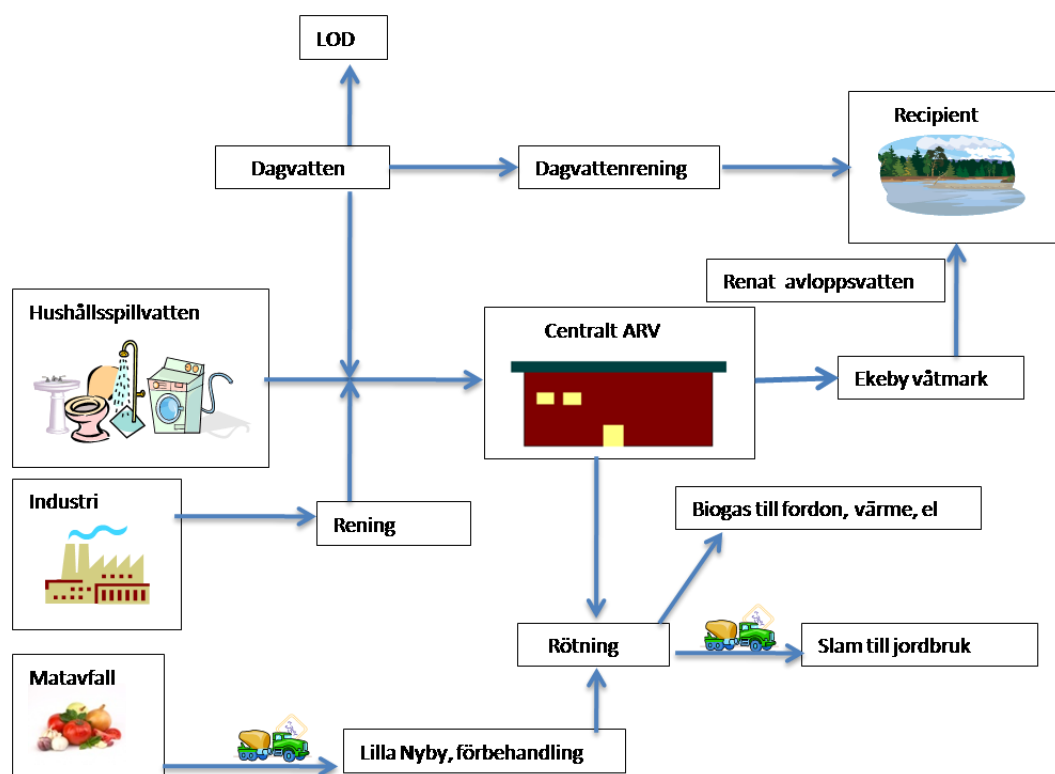 LOD
Recipient
Dagvatten
Dagvattenrening
Renat avloppsvatten
Hushållsspillvatten
Centralt ARV
Ekeby våtmark
Industri
Rening
Biogas till fordon, värme, el
Rötning
Slam till jordbruk
Matavfall
Lilla Nyby, förbehandling